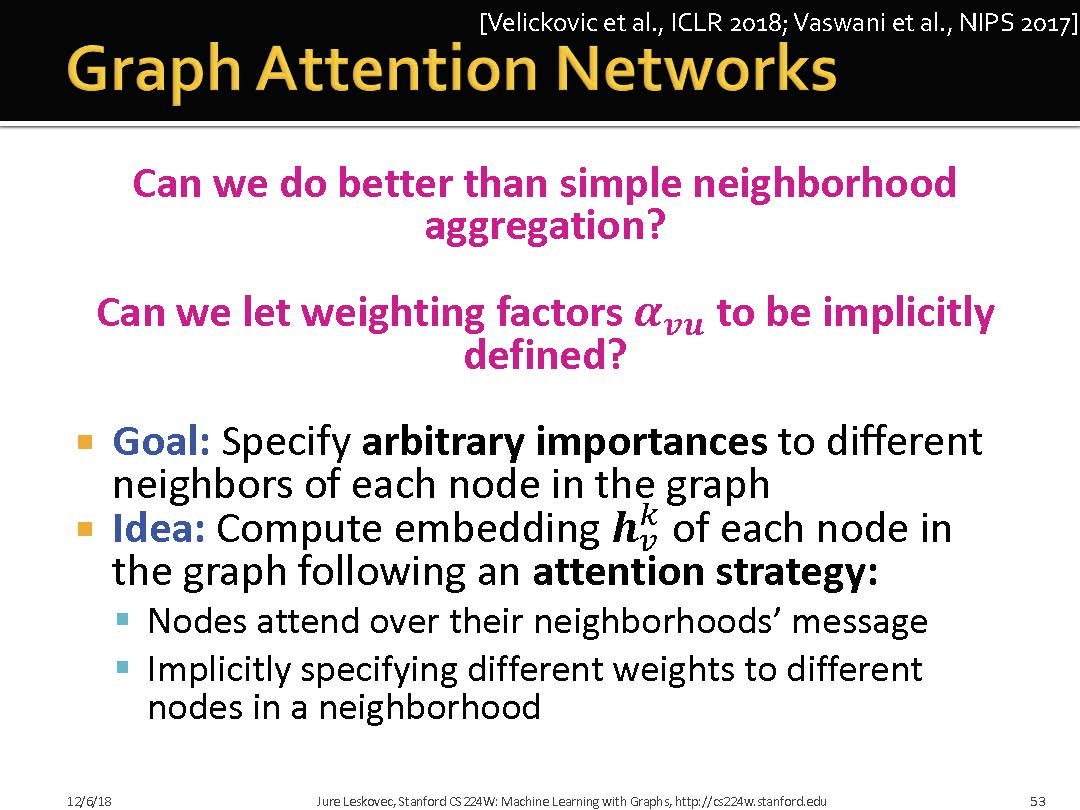 [Velickovic et al., ICLR 2018; Vaswani et al., NIPS 2017]
Graph Attention Networks
Can we do better than simple neighborhood
aggregation?
Can we let weighting factors 𝜶𝒗𝒖 to be implicitly
defined?
▪ Goal: Specify arbitrary importances to different
neighbors of each node in the graph
▪ Idea: Compute embedding 𝒉ᵏᵥ of each node in
the graph following an attention strategy:
▪ Nodes attend over their neighborhoods’ message
▪ Implicitly specifying different weights to different
nodes in a neighborhood
12/6/18 Jure Leskovec, Stanford CS224W: Machine Learning with Graphs, http://cs224w.stanford.edu 53